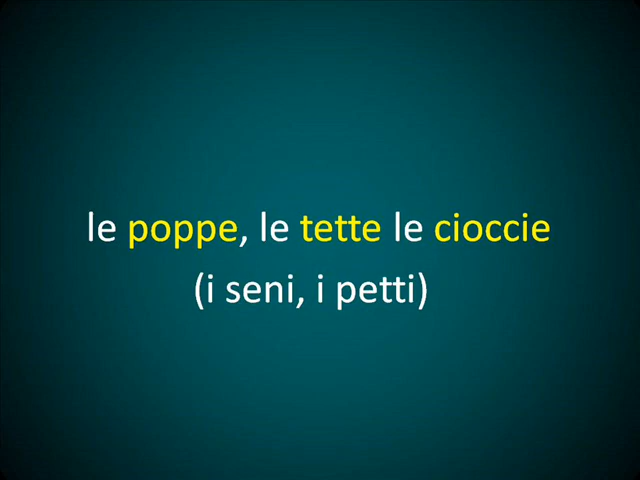 le poppe, le tette le cioccie
(i seni, i petti)